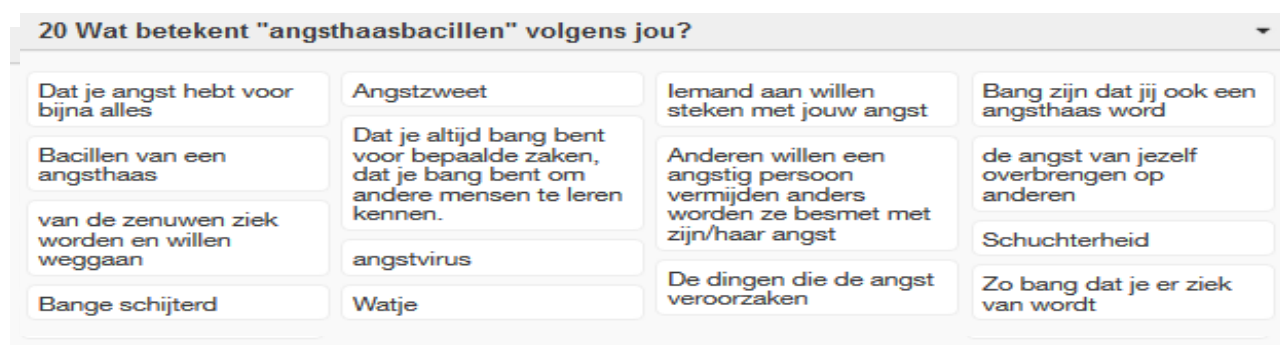 20 Wat betekent "angsthaasbacillen" volgens jou?
Dat je angst hebt voor
bijna alles
Bacillen van een
angsthaas
van de zenuwen ziek
worden en willen
weggaan
Bange schijterd
Angstzweet
Dat je altijd bang bent
voor bepaalde zaken,
dat je bang bent om
andere mensen te leren
kennen.
angstvirus
Watje
Iemand aan willen
steken met jouw angst
Anderen willen een
angstig persoon
vermijden anders
worden ze besmet met
zijn/haar angst
De dingen die de angst
veroorzaken
Bang zijn dat jij ook een
angsthaas word
de angst van jezelf
overbrengen op
anderen
Schuchterheid
Zo bang dat je er ziek
van wordt